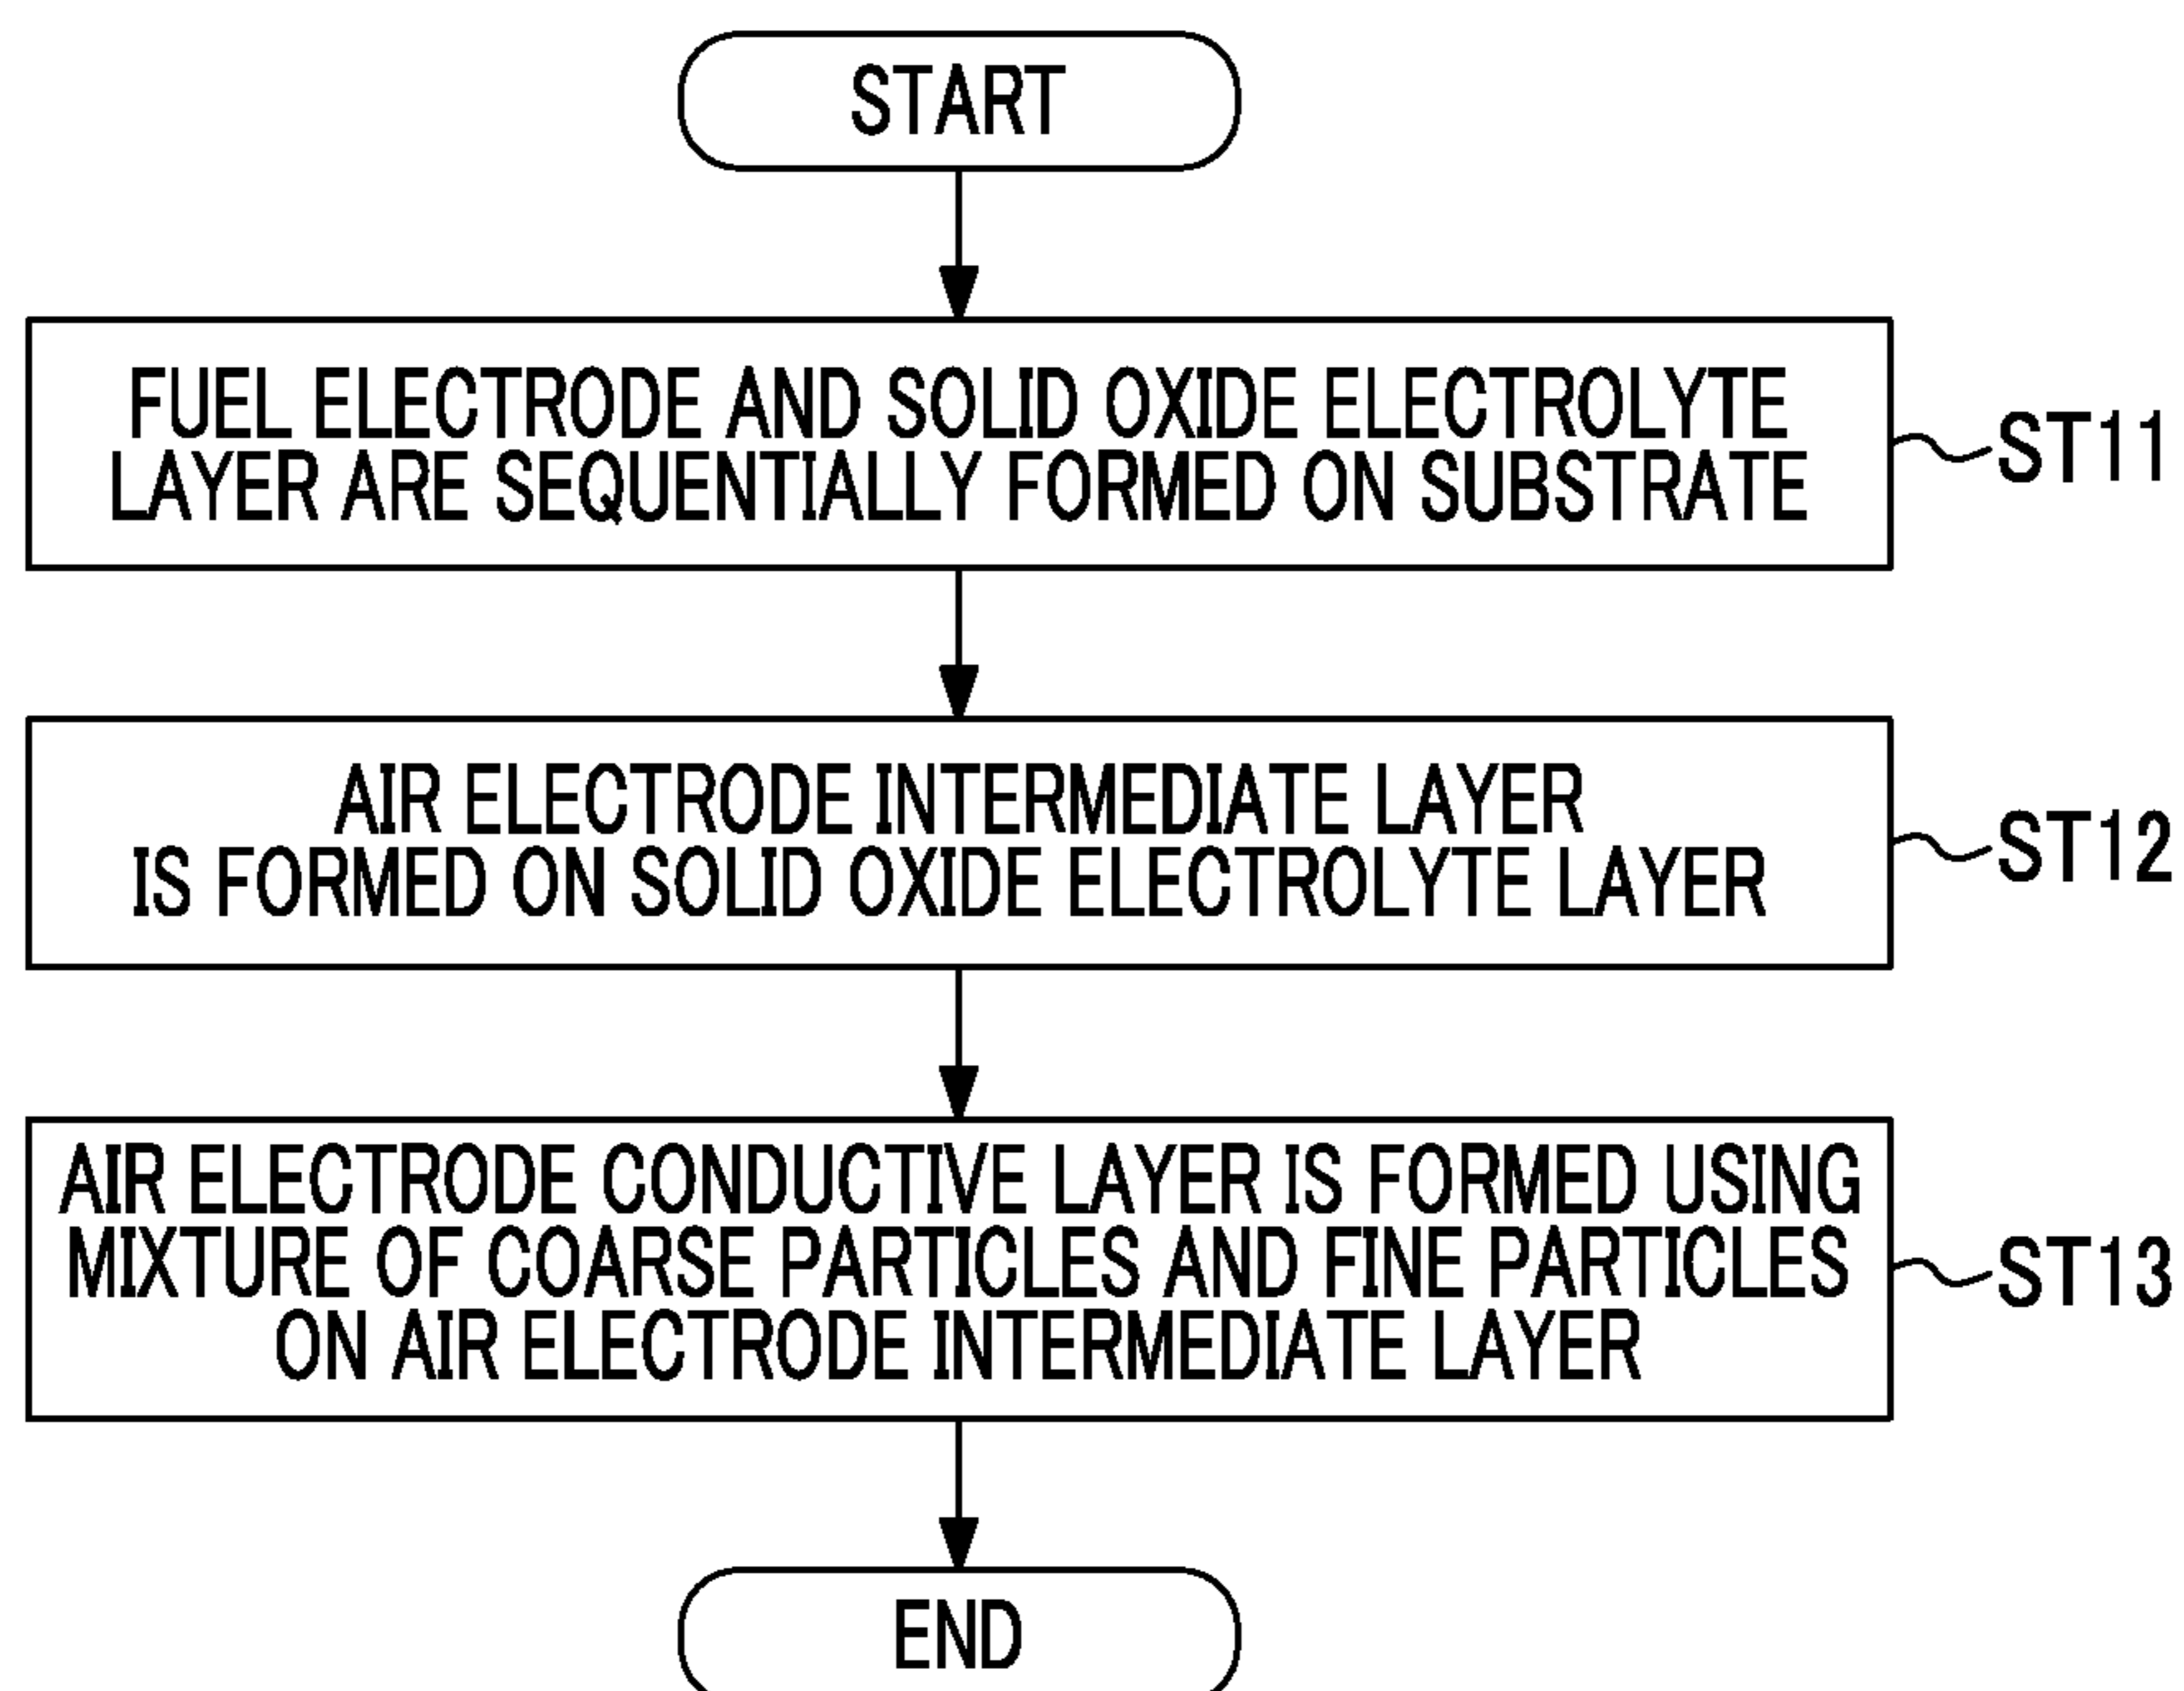 START
FUEL ELECTRODE AND SOLID OXIDE ELECTROLYTE
LAYER ARE SEQUENTIALLY FORMED ON SUBSTRATE
ST11
AIR ELECTRODE INTERMEDIATE LAYER
IS FORMED ON SOLID OXIDE ELECTROLYTE LAYER
ST12
AIR ELECTRODE CONDUCTIVE LAYER IS FORMED USING
MIXTURE OF COARSE PARTICLES AND FINE PARTICLES
ON AIR ELECTRODE INTERMEDIATE LAYER
ST13
END